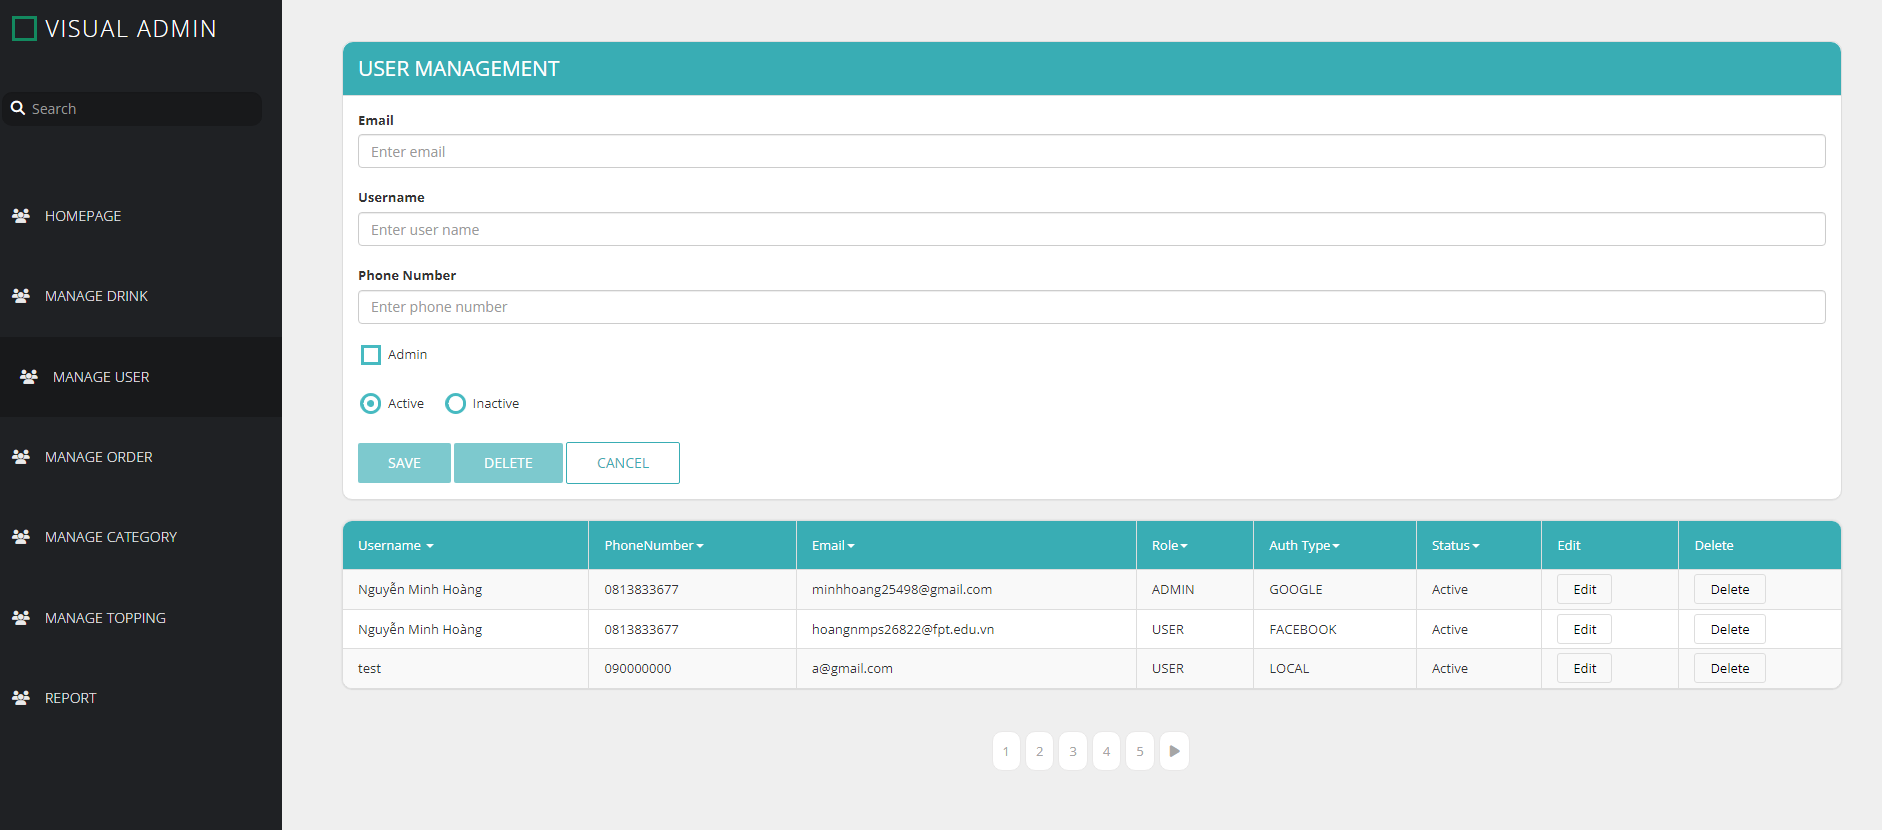 VISUAL ADMIN
Search
HOMEPAGE
MANAGE DRINK
MANAGE USER
MANAGE ORDER
MANAGE CATEGORY
MANAGE TOPPING
REPORT
USER MANAGEMENT
Email
Enter email
Username
Enter user name
Phone Number
Enter phone number
Admin
Active Inactive
SAVE DELETE CANCEL
Username PhoneNumber Email Role Auth Type Status Edit Delete
Nguyễn Minh Hoàng 0813833677 minhhoang25498@gmail.com ADMIN GOOGLE Active Edit Delete
Nguyễn Minh Hoàng 0813833677 hoangnmps26822@fpt.edu.vn USER FACEBOOK Active Edit Delete
test 090000000 a@gmail.com USER LOCAL Active Edit Delete
1 2 3 4 5